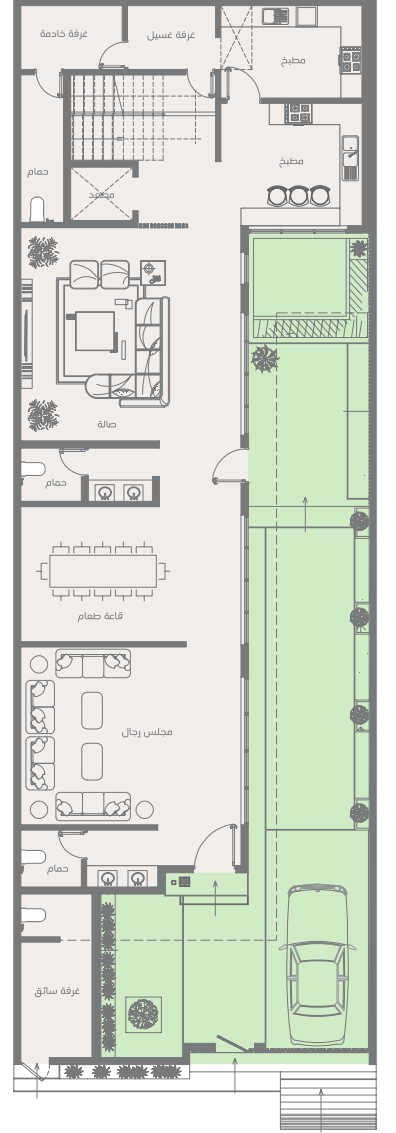 غرفة خادمة
غرفة غسيل
مطبخ
مطبخ
حمام
مصعد
صالة
حمام
قاعة طعام
مجلس رجال
حمام
غرفة سائق